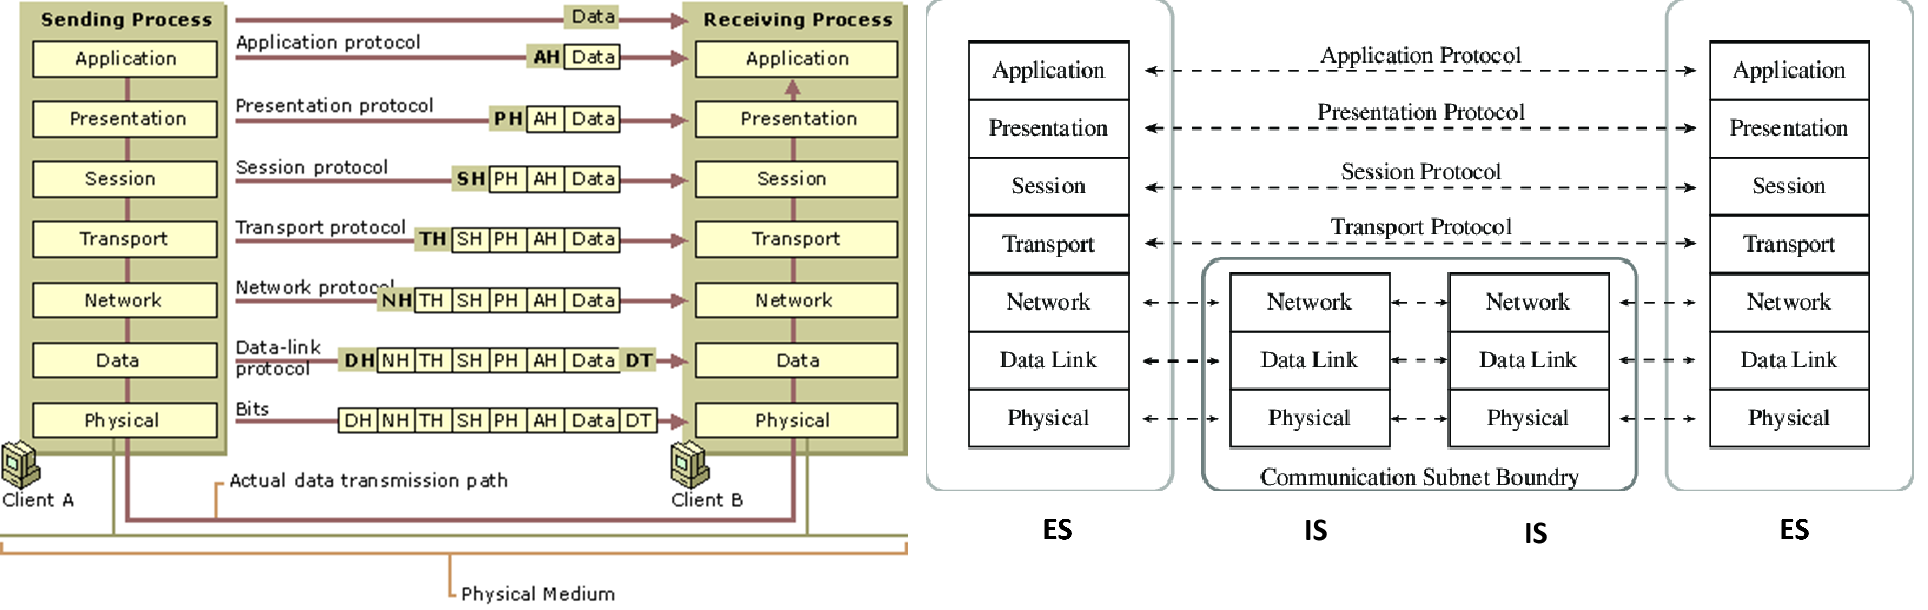 Sending Process
Data
Receiving Process
Application
Application protocol
AH Data
Application
Presentation
Presentation protocol
PH AH Data
Presentation
Session
Session protocol
SH PH AH Data
Session
Transport
Transport protocol
TH SH PH AH Data
Transport
Network
Network protocol
NH TH SH PH AH Data
Network
Data
Data-link
protocol
DH NH TH SH PH AH Data DT
Data
Physical
Bits
DH NH TH SH PH AH Data DT
Physical
Client A
Actual data transmission path
Client B
Physical Medium
Application
Application Protocol
Application
Presentation
Presentation Protocol
Presentation
Session
Session Protocol
Session
Transport
Transport Protocol
Transport
Network
Network
Network
Network
Data Link
Data Link
Data Link
Data Link
Physical
Physical
Physical
Physical
Communication Subnet Boundry
ES
IS
IS
ES